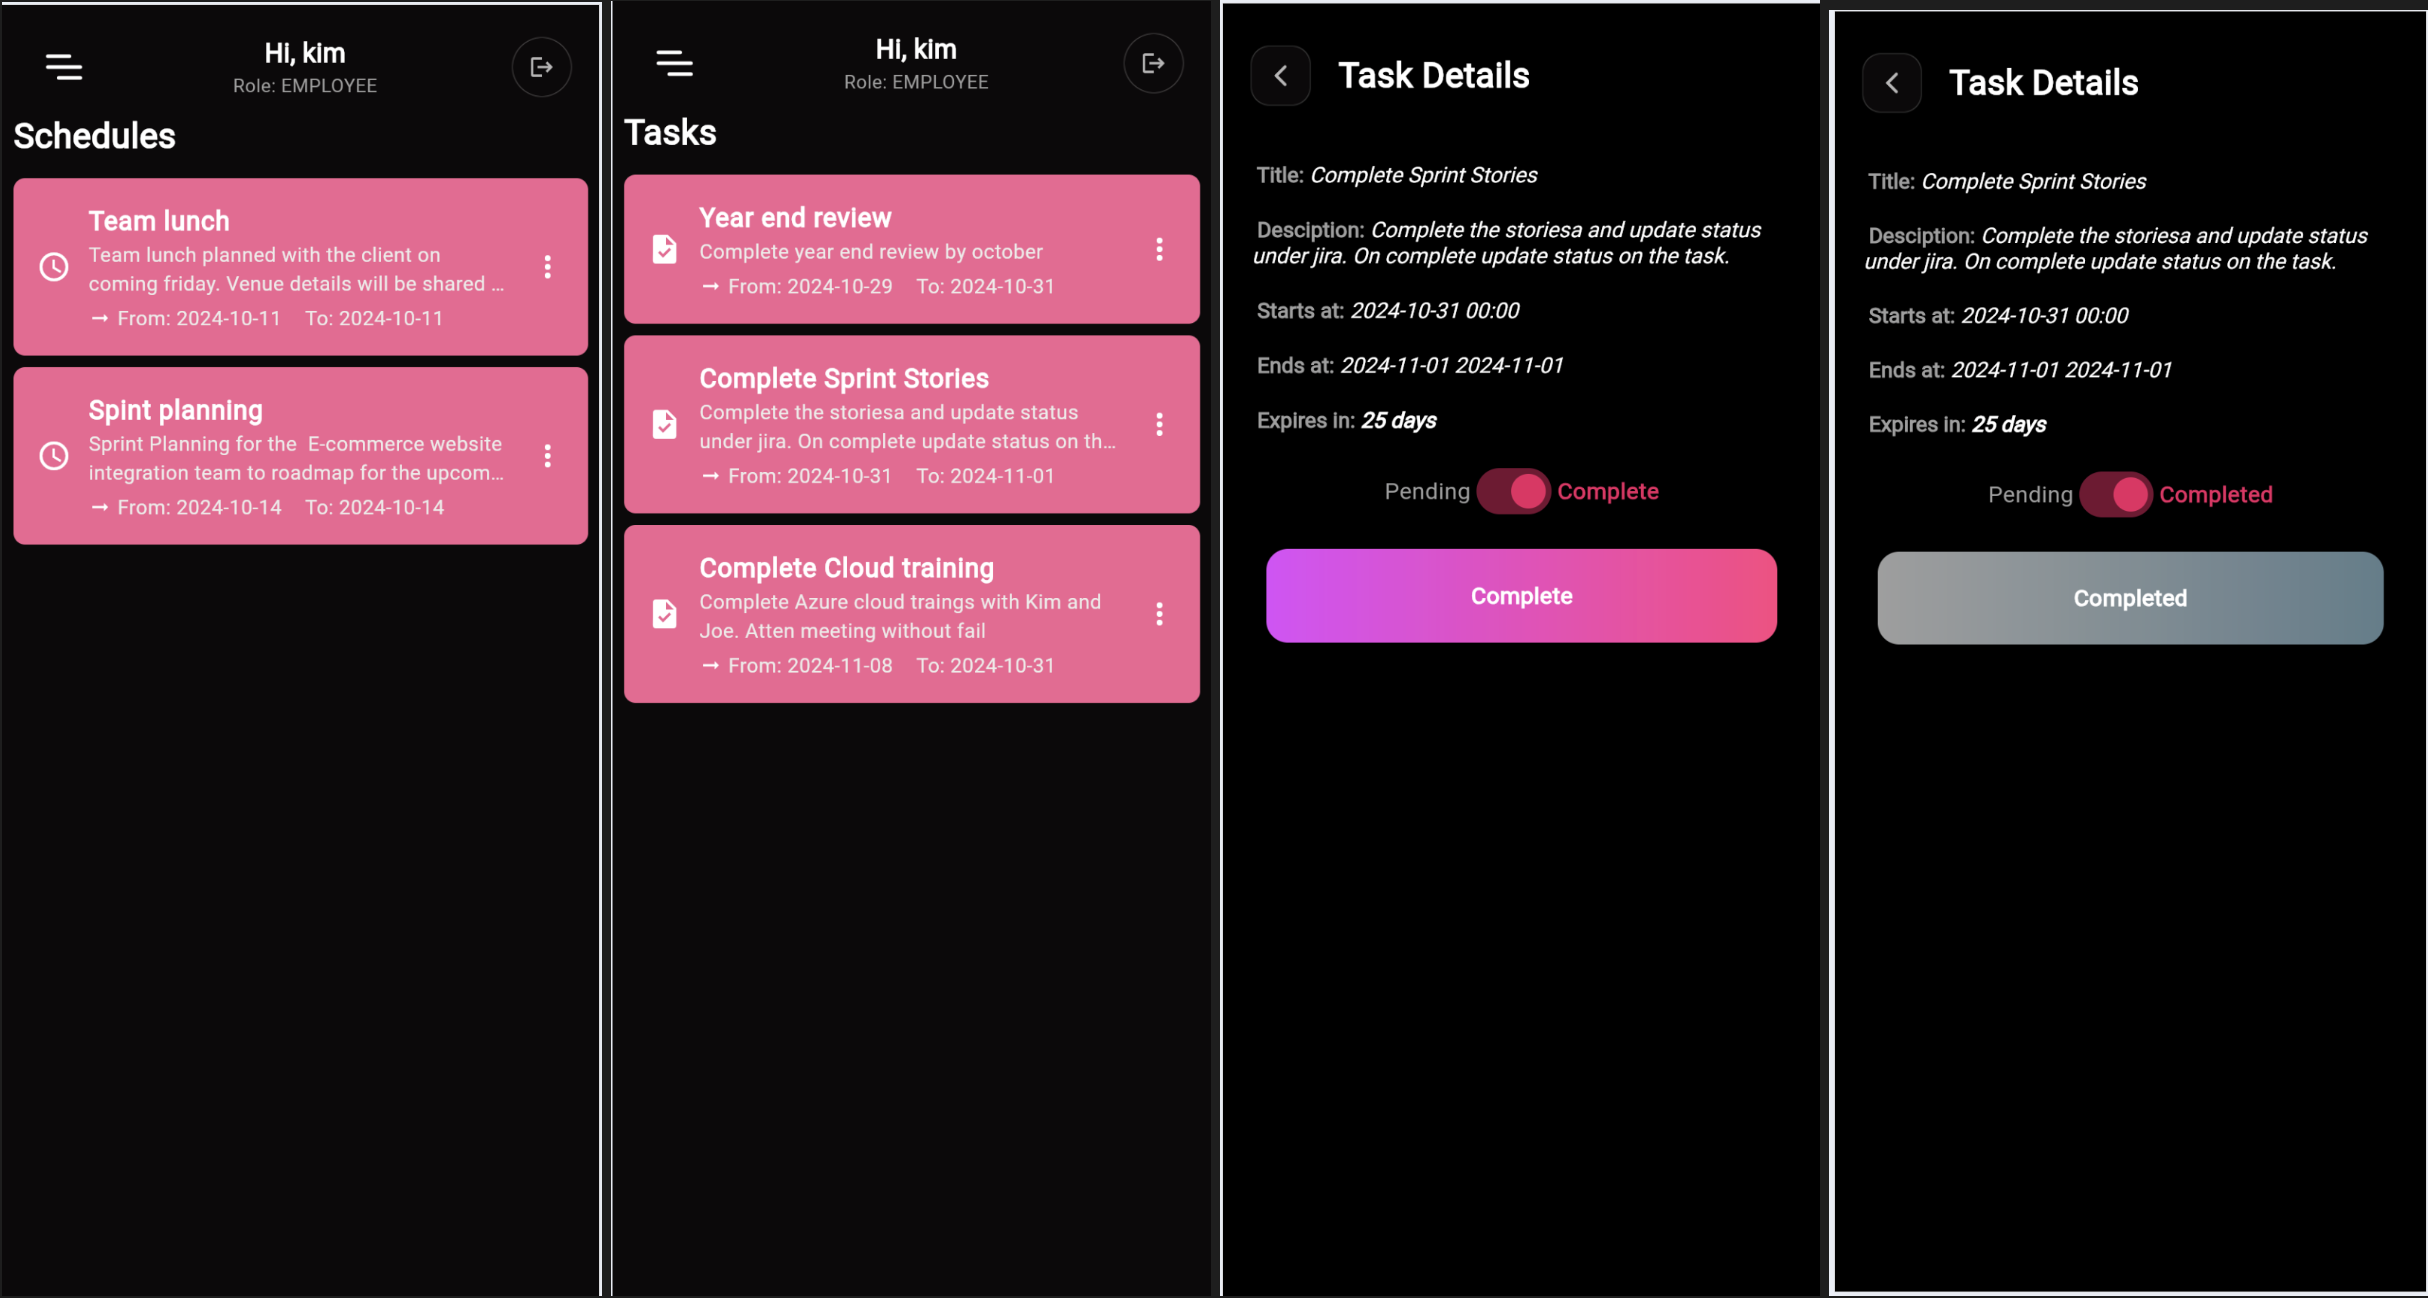 Hi, kim
Role: EMPLOYEE
Schedules
Team lunch
Team lunch planned with the client on
coming friday. Venue details will be shared ...
→ From: 2024-10-11 To: 2024-10-11
Spint planning
Sprint Planning for the E-commerce website
integration team to roadmap for the upcom...
→ From: 2024-10-14 To: 2024-10-14
Hi, kim
Role: EMPLOYEE
Tasks
Year end review
Complete year end review by october
→ From: 2024-10-29 To: 2024-10-31
Complete Sprint Stories
Complete the storiesa and update status
under jira. On complete update status on th...
→ From: 2024-10-31 To: 2024-11-01
Complete Cloud training
Complete Azure cloud traings with Kim and
Joe. Atten meeting without fail
→ From: 2024-11-08 To: 2024-10-31
Task Details
Title: Complete Sprint Stories
Desciption: Complete the storiesa and update status
under jira. On complete update status on the task.
Starts at: 2024-10-31 00:00
Ends at: 2024-11-01 2024-11-01
Expires in: 25 days
Pending Complete
Complete
Task Details
Title: Complete Sprint Stories
Desciption: Complete the storiesa and update status
under jira. On complete update status on the task.
Starts at: 2024-10-31 00:00
Ends at: 2024-11-01 2024-11-01
Expires in: 25 days
Pending Completed
Completed